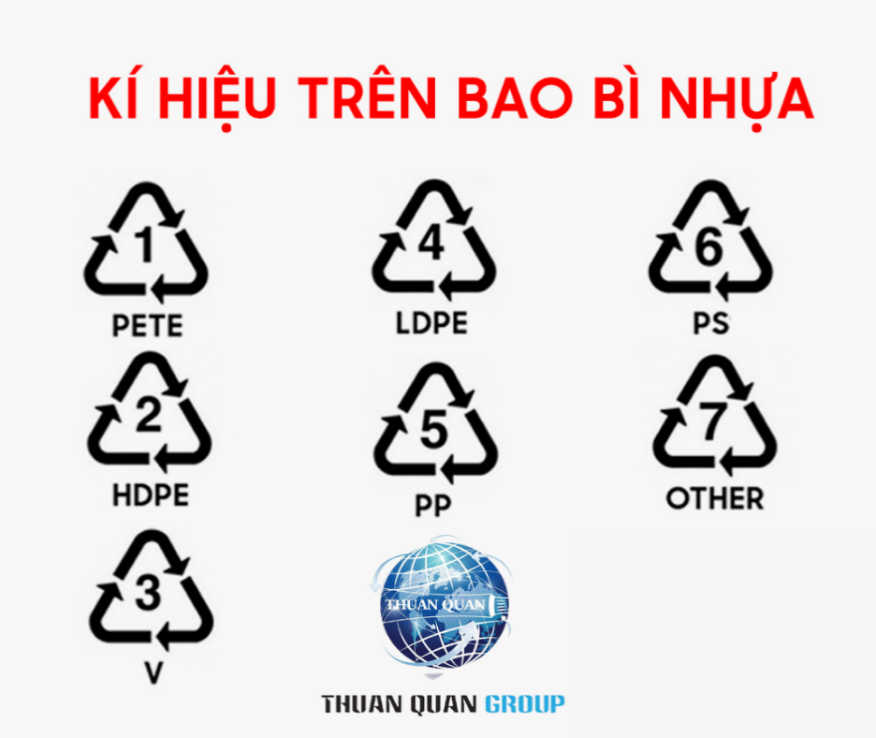 KÍ HIỆU TRÊN BAO BÌ NHỰA
1
PETE
2
HDPE
3
V
4
LDPE
5
PP
6
PS
7
OTHER
THUAN QUAN
THUAN QUAN GROUP